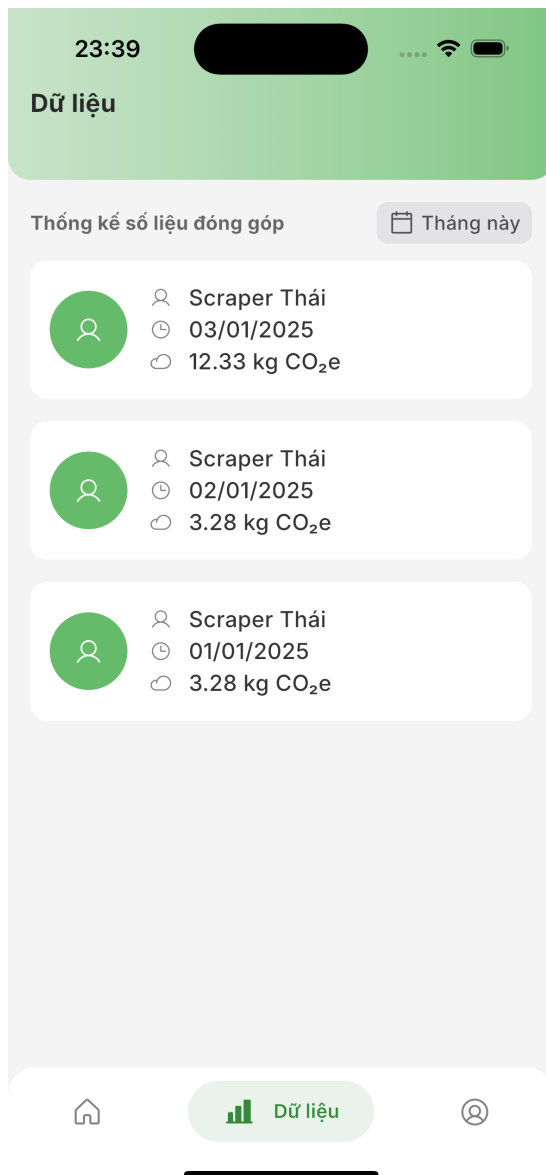 23:39
Dữ liệu
Thống kế số liệu đóng góp
Tháng này
Scraper Thái
03/01/2025
12.33 kg CO₂e
Scraper Thái
02/01/2025
3.28 kg CO₂e
Scraper Thái
01/01/2025
3.28 kg CO₂e
Dữ liệu